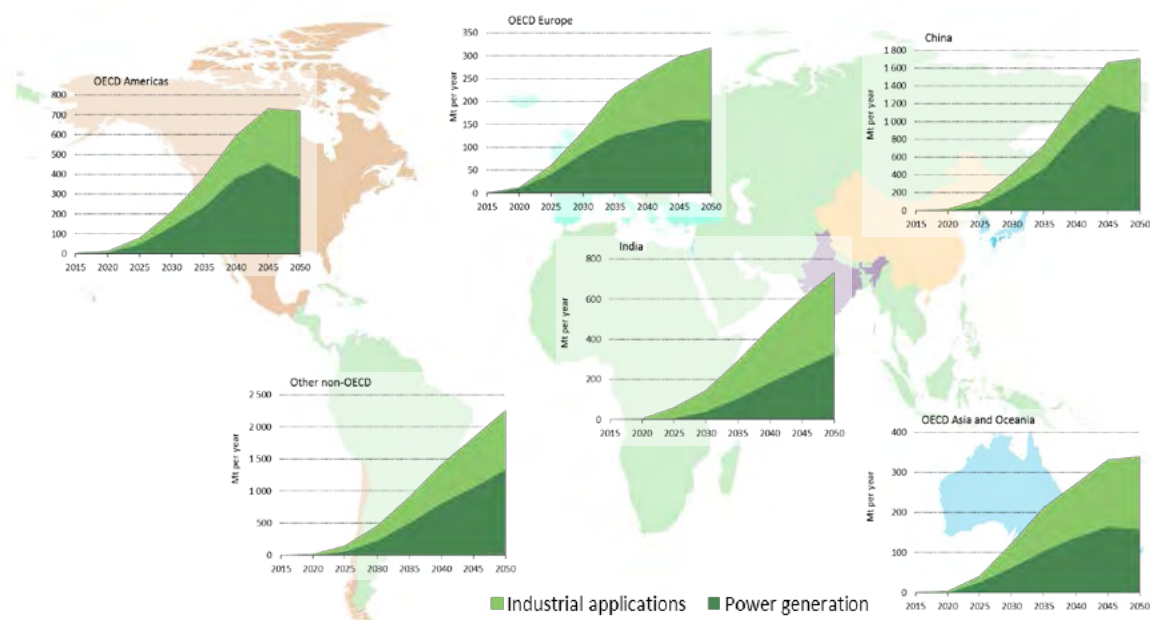 OECD Europe
350
300
250
200
150
100
50
0
Mt per year
2015 2020 2025 2030 2035 2040 2045 2050
China
1 800
1 600
1 400
1 200
1 000
800
600
400
200
0
Mt per year
2015 2020 2025 2030 2035 2040 2045 2050
OECD Americas
800
700
600
500
400
300
200
100
0
2015 2020 2025 2030 2035 2040 2045 2050
India
800
600
400
200
0
Mt per year
2015 2020 2025 2030 2035 2040 2045 2050
Other non-OECD
2 500
2 000
1 500
1 000
500
0
Mt per year
2015 2020 2025 2030 2035 2040 2045 2050
OECD Asia and Oceania
400
300
200
100
0
Mt per year
2015 2020 2025 2030 2035 2040 2045 2050
Industrial applications Power generation